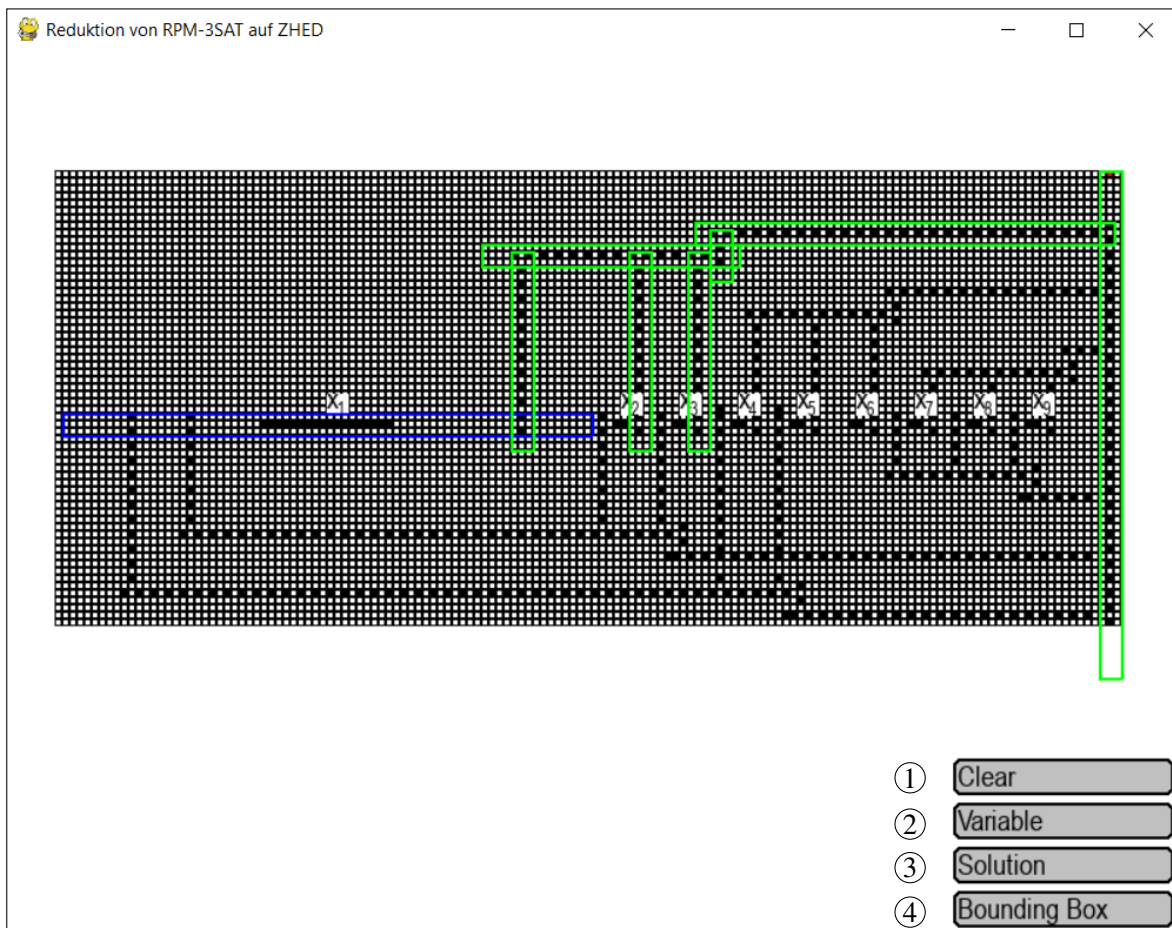 Reduktion von RPM-3SAT auf ZHED
X1 X2 X3 X4 X5 X6 X7 X8 X9
① Clear
② Variable
③ Solution
④ Bounding Box